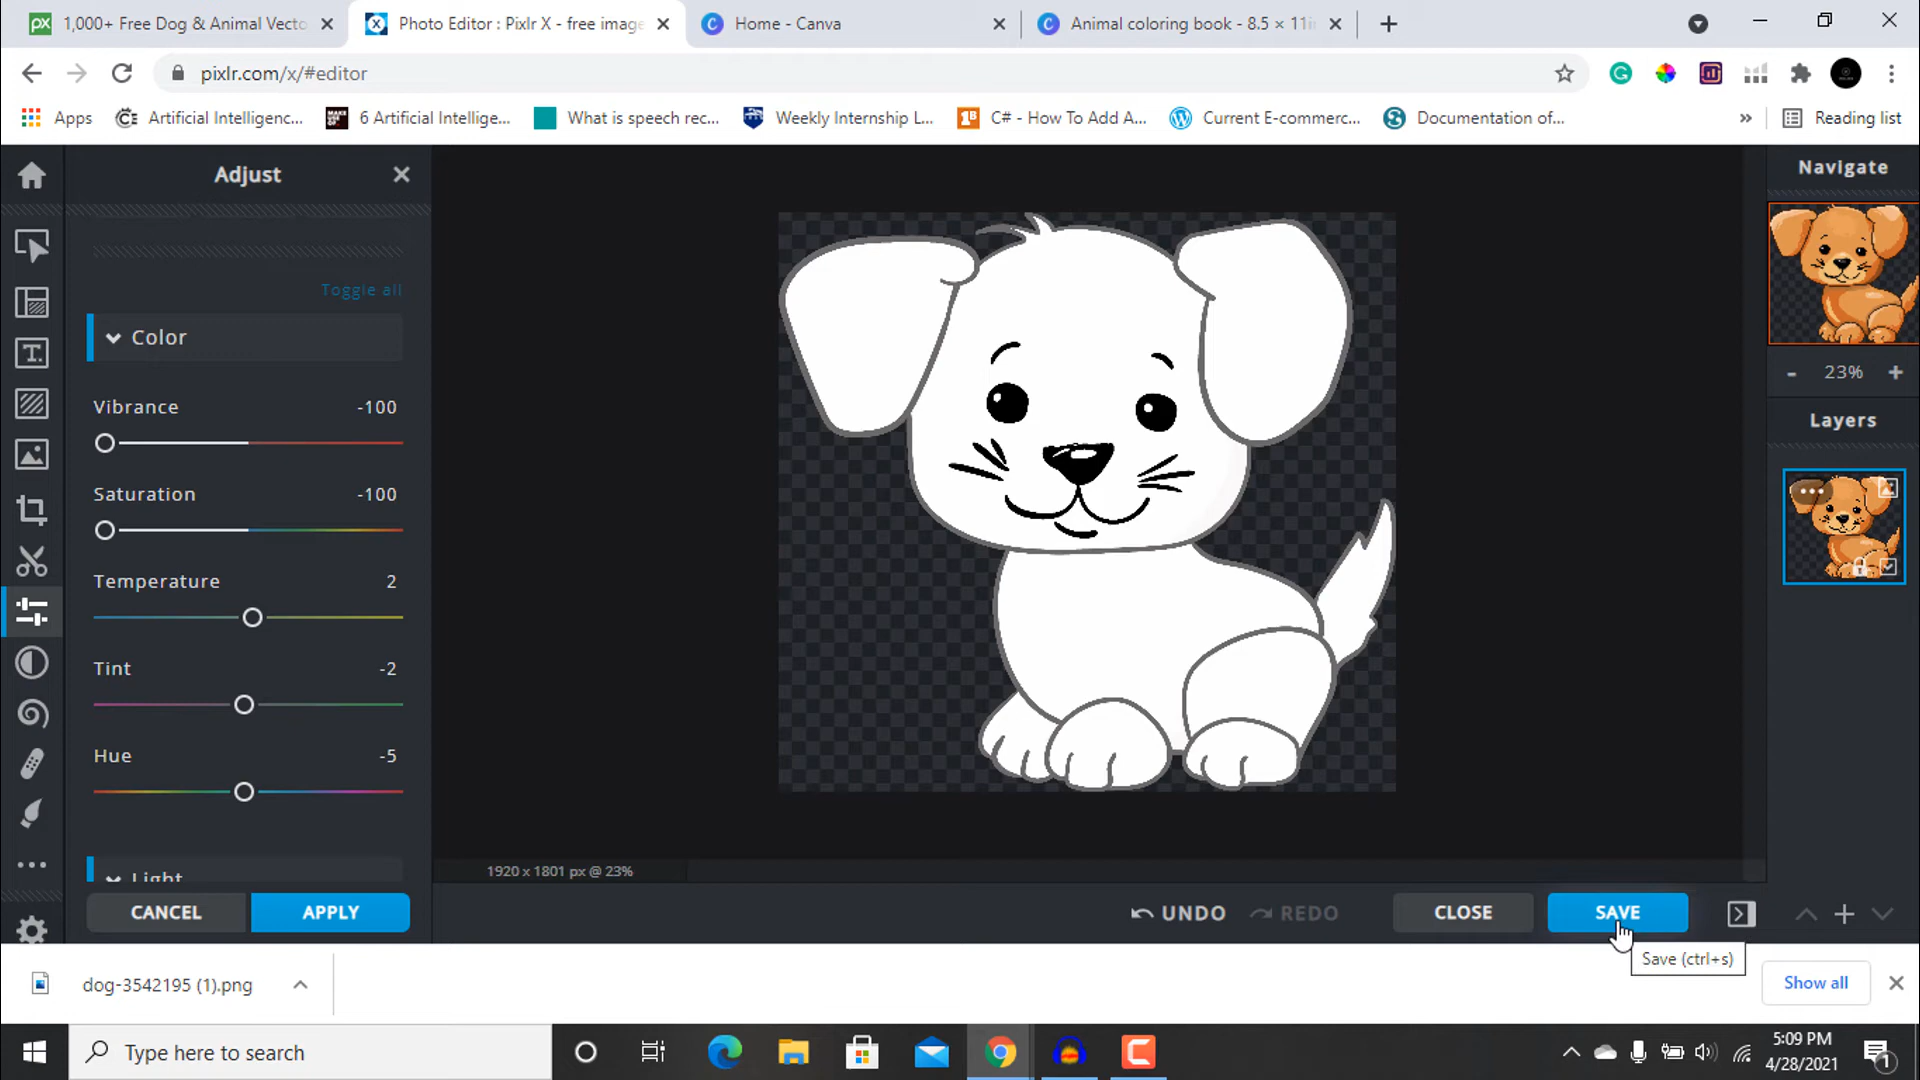 1,000+ Free Dog & Animal Vecto
Photo Editor : Pixlr X - free image
Home - Canva
Animal coloring book - 8.5 × 11i
pixlr.com/x/#editor
Apps
Artificial Intelligenc...
6 Artificial Intellige...
What is speech rec...
Weekly Internship L...
C# - How To Add A...
Current E-commerc...
Documentation of...
Reading list
Adjust
Navigate
Toggle all
Color
Vibrance -100
Saturation -100
Temperature 2
Tint -2
Hue -5
Light
23%
Layers
1920 x 1801 px @ 23%
CANCEL
APPLY
UNDO
REDO
CLOSE
SAVE
Save (ctrl+s)
dog-3542195 (1).png
Show all
Type here to search
5:09 PM
4/28/2021
1